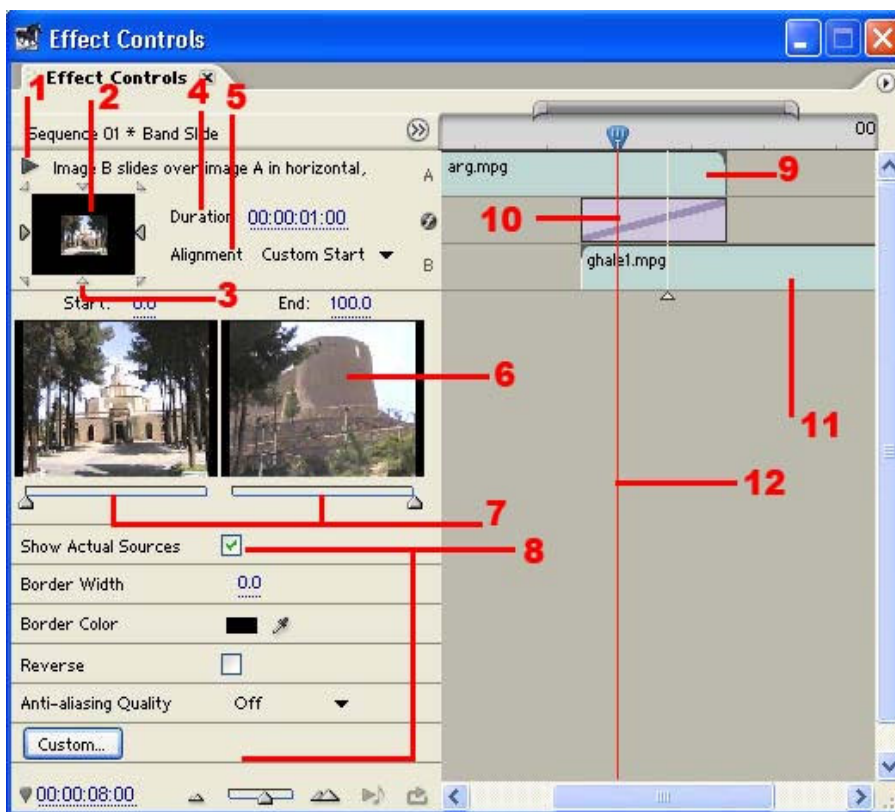 Effect Controls
Effect Controls x
1 2 4 5
Sequence 01 * Band Slide
00
Image B slides over image A in horizontal,
A arg.mpg
9
Duration 00:00:01:00
10
Alignment Custom Start
B ghale1.mpg
3
Start: 0.0 End: 100.0
6
11
12
7
Show Actual Sources
8
Border Width 0.0
Border Color
Reverse
Anti-aliasing Quality Off
Custom...
00:00:08:00